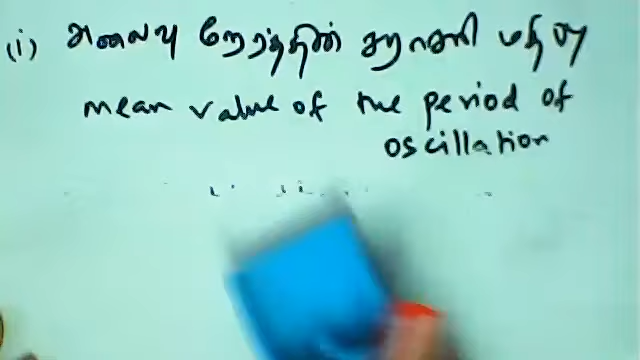 (i) அலைவு நேரத்தின் சராசரி மதிப்பு
mean value of the period of
oscillation